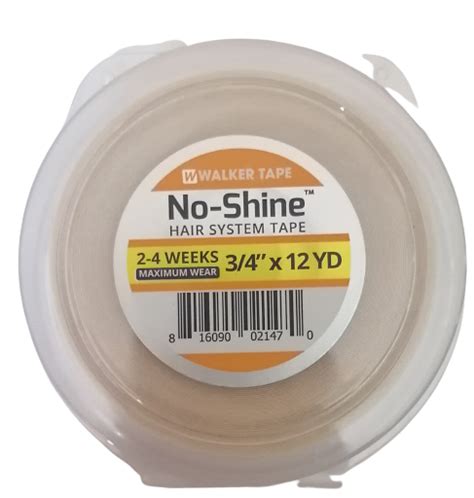 W WALKER TAPE
No-Shine™
HAIR SYSTEM TAPE
2-4 WEEKS
MAXIMUM WEAR
3/4" x 12 YD
8 16090 02147 0